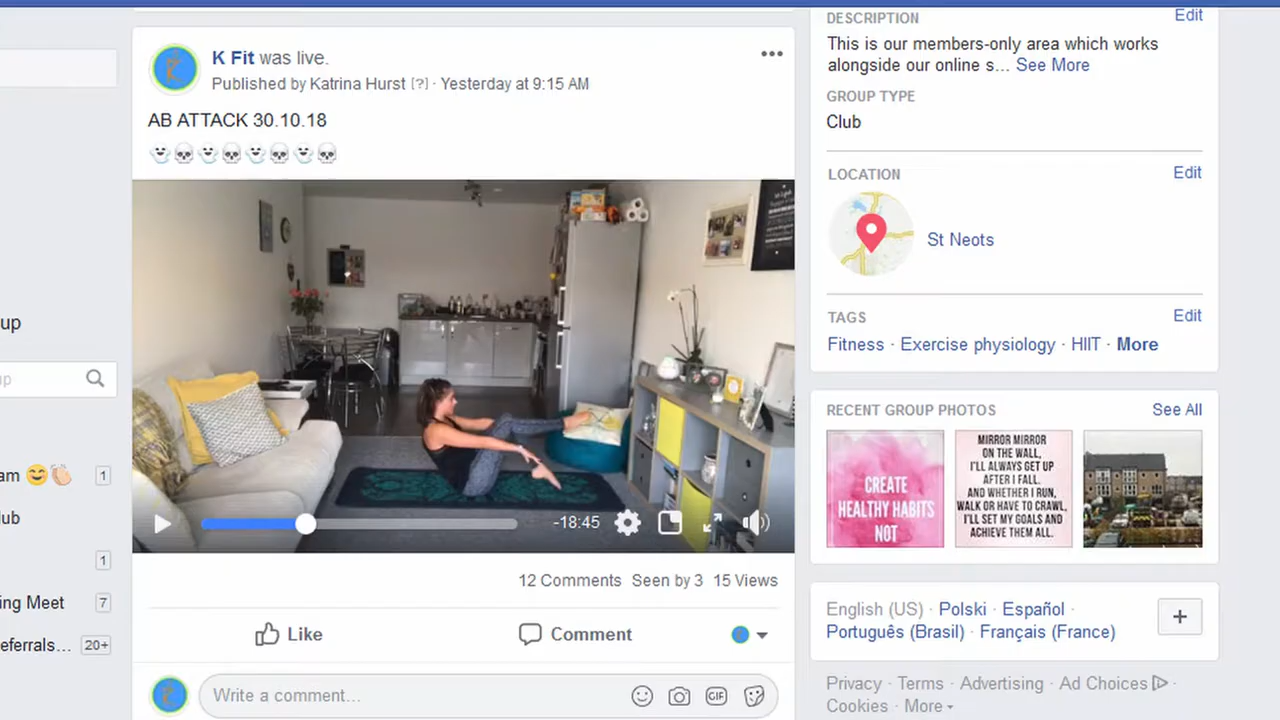 K Fit was live.
Published by Katrina Hurst [?] · Yesterday at 9:15 AM
AB ATTACK 30.10.18
-18:45
12 Comments Seen by 3 15 Views
Like Comment
Write a comment...
GIF
up
am
1
lub
1
ing Meet 7
eferrals... 20+
DESCRIPTION Edit
This is our members-only area which works
alongside our online s... See More
GROUP TYPE
Club
LOCATION Edit
St Neots
TAGS Edit
Fitness · Exercise physiology · HIIT · More
RECENT GROUP PHOTOS See All
CREATE
HEALTHY HABITS
NOT
MIRROR MIRROR
ON THE WALL,
I'LL ALWAYS GET UP
AFTER I FALL.
AND WHETHER I RUN,
WALK OR HAVE TO CRAWL,
I'LL SET MY GOALS AND
ACHIEVE THEM ALL.
English (US) · Polski · Español ·
Português (Brasil) · Français (France)
Privacy · Terms · Advertising · Ad Choices ·
Cookies · More